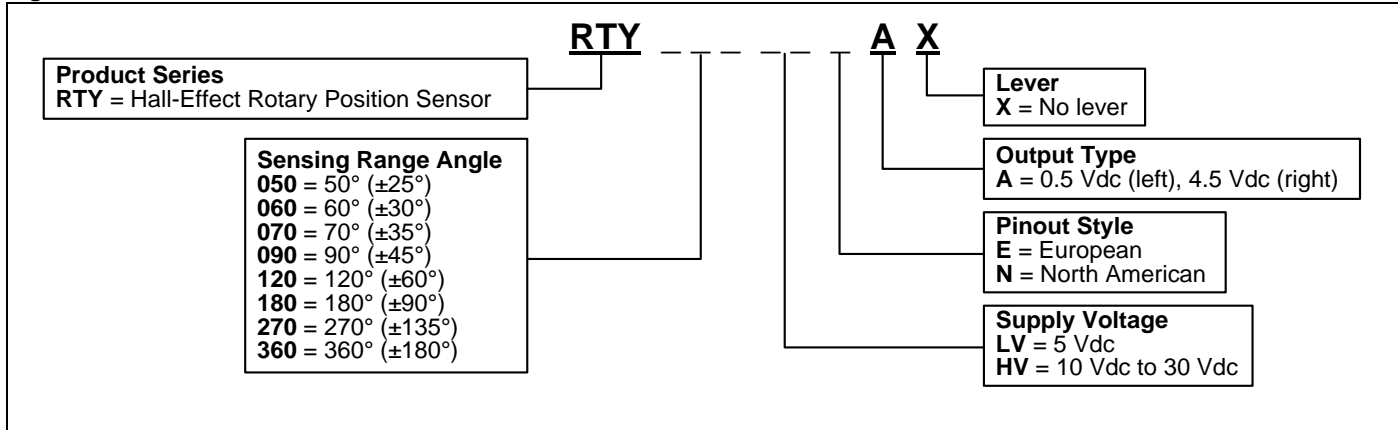 RTY _ _ _ _ _ _ A X
Product Series
RTY = Hall-Effect Rotary Position Sensor
Sensing Range Angle
050 = 50° (±25°)
060 = 60° (±30°)
070 = 70° (±35°)
090 = 90° (±45°)
120 = 120° (±60°)
180 = 180° (±90°)
270 = 270° (±135°)
360 = 360° (±180°)
Lever
X = No lever
Output Type
A = 0.5 Vdc (left), 4.5 Vdc (right)
Pinout Style
E = European
N = North American
Supply Voltage
LV = 5 Vdc
HV = 10 Vdc to 30 Vdc